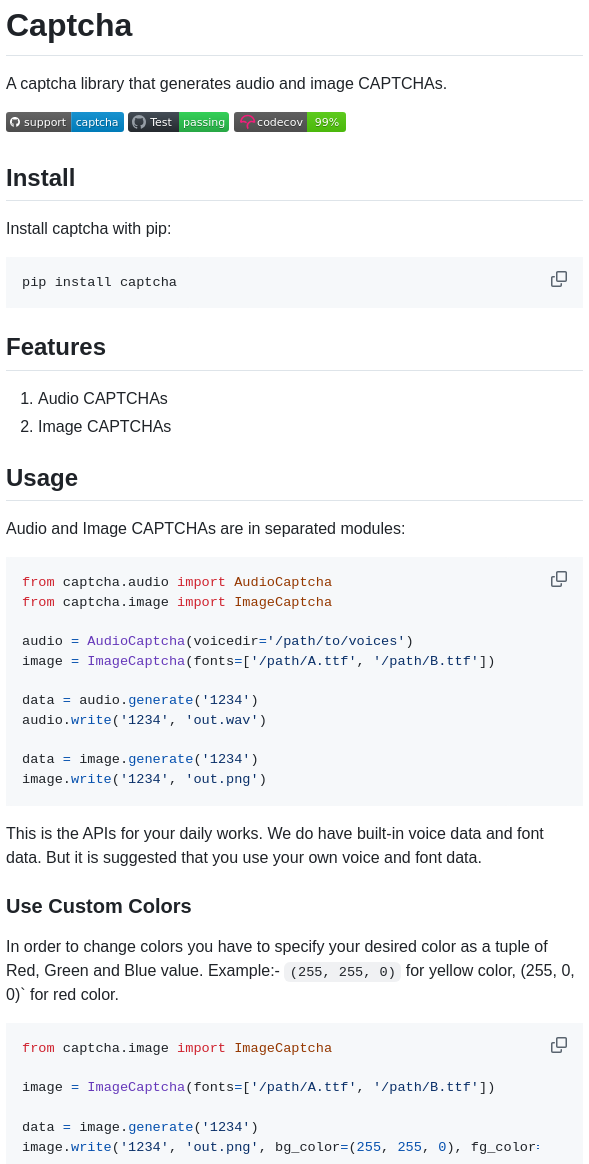 Captcha
A captcha library that generates audio and image CAPTCHAs.
support captcha Test passing codecov 99%
Install
Install captcha with pip:
pip install captcha
Features
1. Audio CAPTCHAs
2. Image CAPTCHAs
Usage
Audio and Image CAPTCHAs are in separated modules:
from captcha.audio import AudioCaptcha
from captcha.image import ImageCaptcha
audio = AudioCaptcha(voicedir='/path/to/voices')
image = ImageCaptcha(fonts=['/path/A.ttf', '/path/B.ttf'])
data = audio.generate('1234')
audio.write('1234', 'out.wav')
data = image.generate('1234')
image.write('1234', 'out.png')
This is the APIs for your daily works. We do have built-in voice data and font
data. But it is suggested that you use your own voice and font data.
Use Custom Colors
In order to change colors you have to specify your desired color as a tuple of
Red, Green and Blue value. Example:- (255, 255, 0) for yellow color, (255, 0,
0)` for red color.
from captcha.image import ImageCaptcha
image = ImageCaptcha(fonts=['/path/A.ttf', '/path/B.ttf'])
data = image.generate('1234')
image.write('1234', 'out.png', bg_color=(255, 255, 0), fg_color=